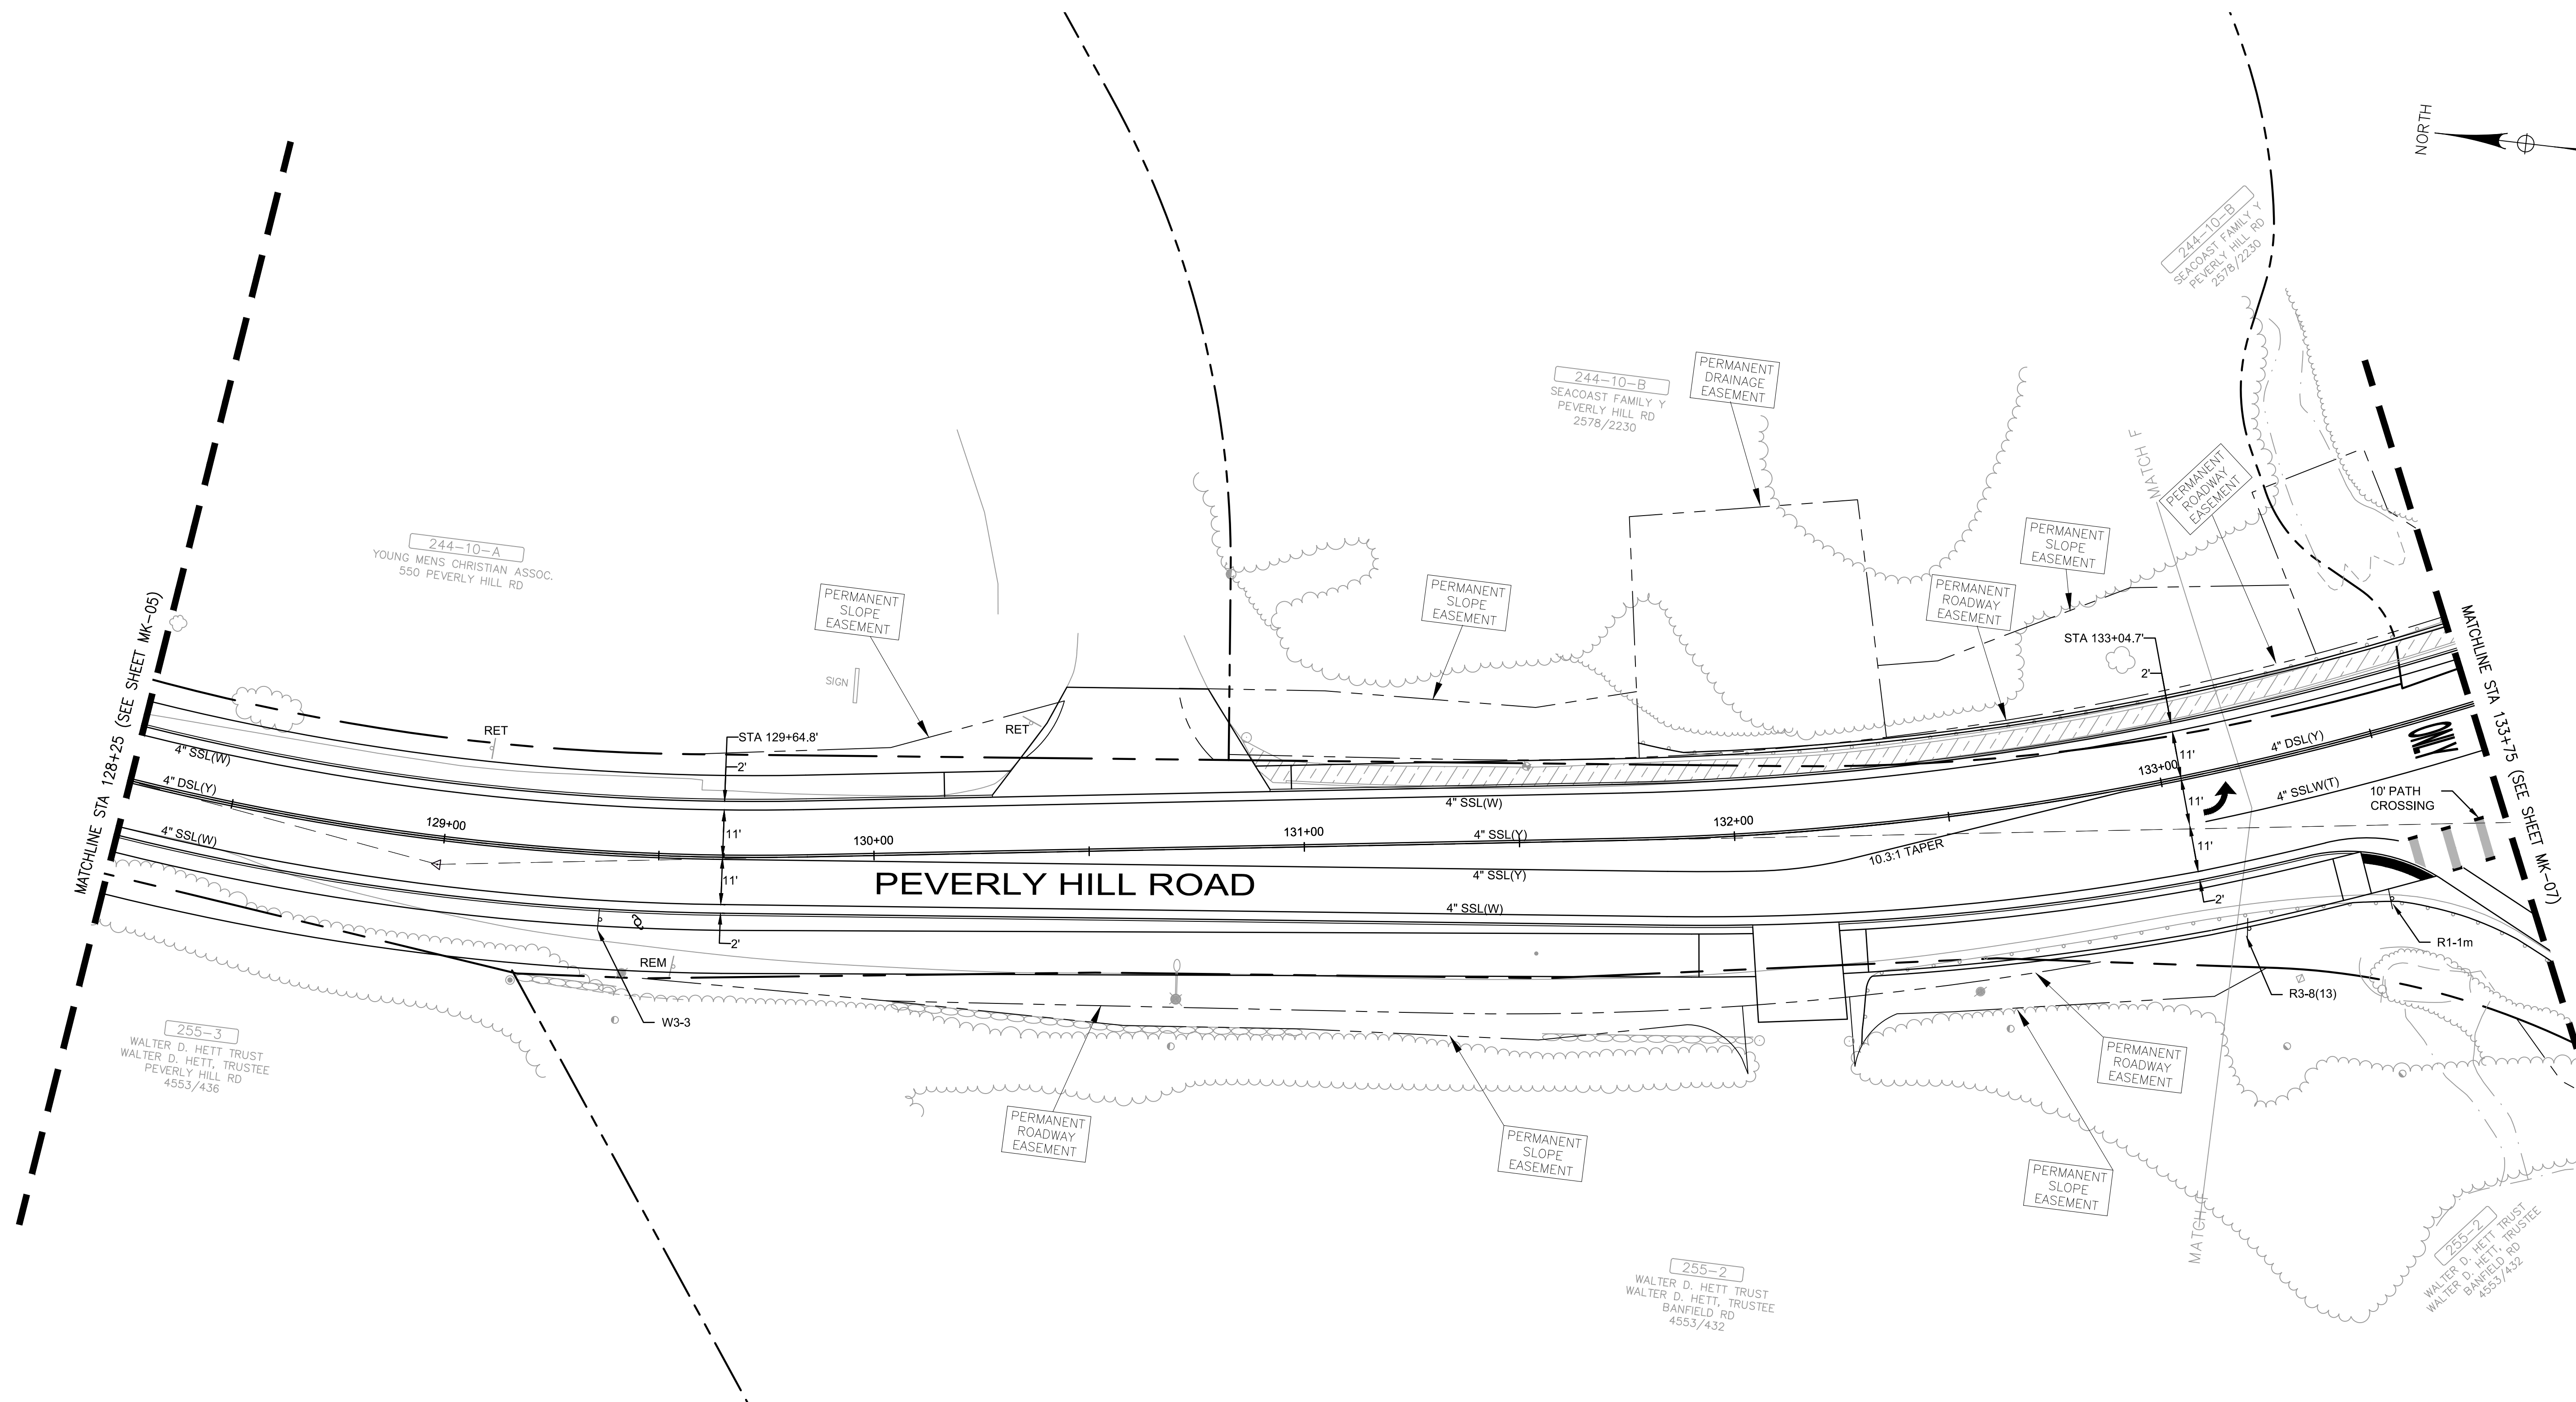 NORTH
244-10-B
SEACOAST FAMILY Y
PEVERLY HILL RD
2578/2230
PERMANENT
DRAINAGE
EASEMENT
244-10-B
SEACOAST FAMILY Y
PEVERLY HILL RD
2578/2230
MATCH F
PERMANENT
ROADWAY
EASEMENT
PERMANENT
SLOPE
EASEMENT
244-10-A
YOUNG MENS CHRISTIAN ASSOC.
550 PEVERLY HILL RD
PERMANENT
SLOPE
EASEMENT
PERMANENT
SLOPE
EASEMENT
PERMANENT
ROADWAY
EASEMENT
MATCHLINE STA 128+25 (SEE SHEET MK-05)
STA 133+04.7'
2'
SIGN
RET
RET
STA 129+64.8'
2'
4" SSL(W)
4" DSL(Y)
4" SSL(W)
129+00
130+00
131+00
132+00
133+00
4" SSL(W)
4" SSL(Y)
4" SSL(Y)
4" SSL(W)
10.3:1 TAPER
11'
11'
2'
11'
11'
11'
2'
4" DSL(Y)
4" SSLW(T)
ONLY
10' PATH
CROSSING
MATCHLINE STA 133+75 (SEE SHEET MK-07)
PEVERLY HILL ROAD
REM
W3-3
R1-1m
R3-8(13)
255-3
WALTER D. HETT TRUST
WALTER D. HETT, TRUSTEE
PEVERLY HILL RD
4553/436
PERMANENT
ROADWAY
EASEMENT
PERMANENT
SLOPE
EASEMENT
PERMANENT
ROADWAY
EASEMENT
PERMANENT
SLOPE
EASEMENT
MATCH F
255-2
WALTER D. HETT TRUST
WALTER D. HETT, TRUSTEE
BANFIELD RD
4553/432
255-2
WALTER D. HETT TRUST
WALTER D. HETT, TRUSTEE
BANFIELD RD
4553/432